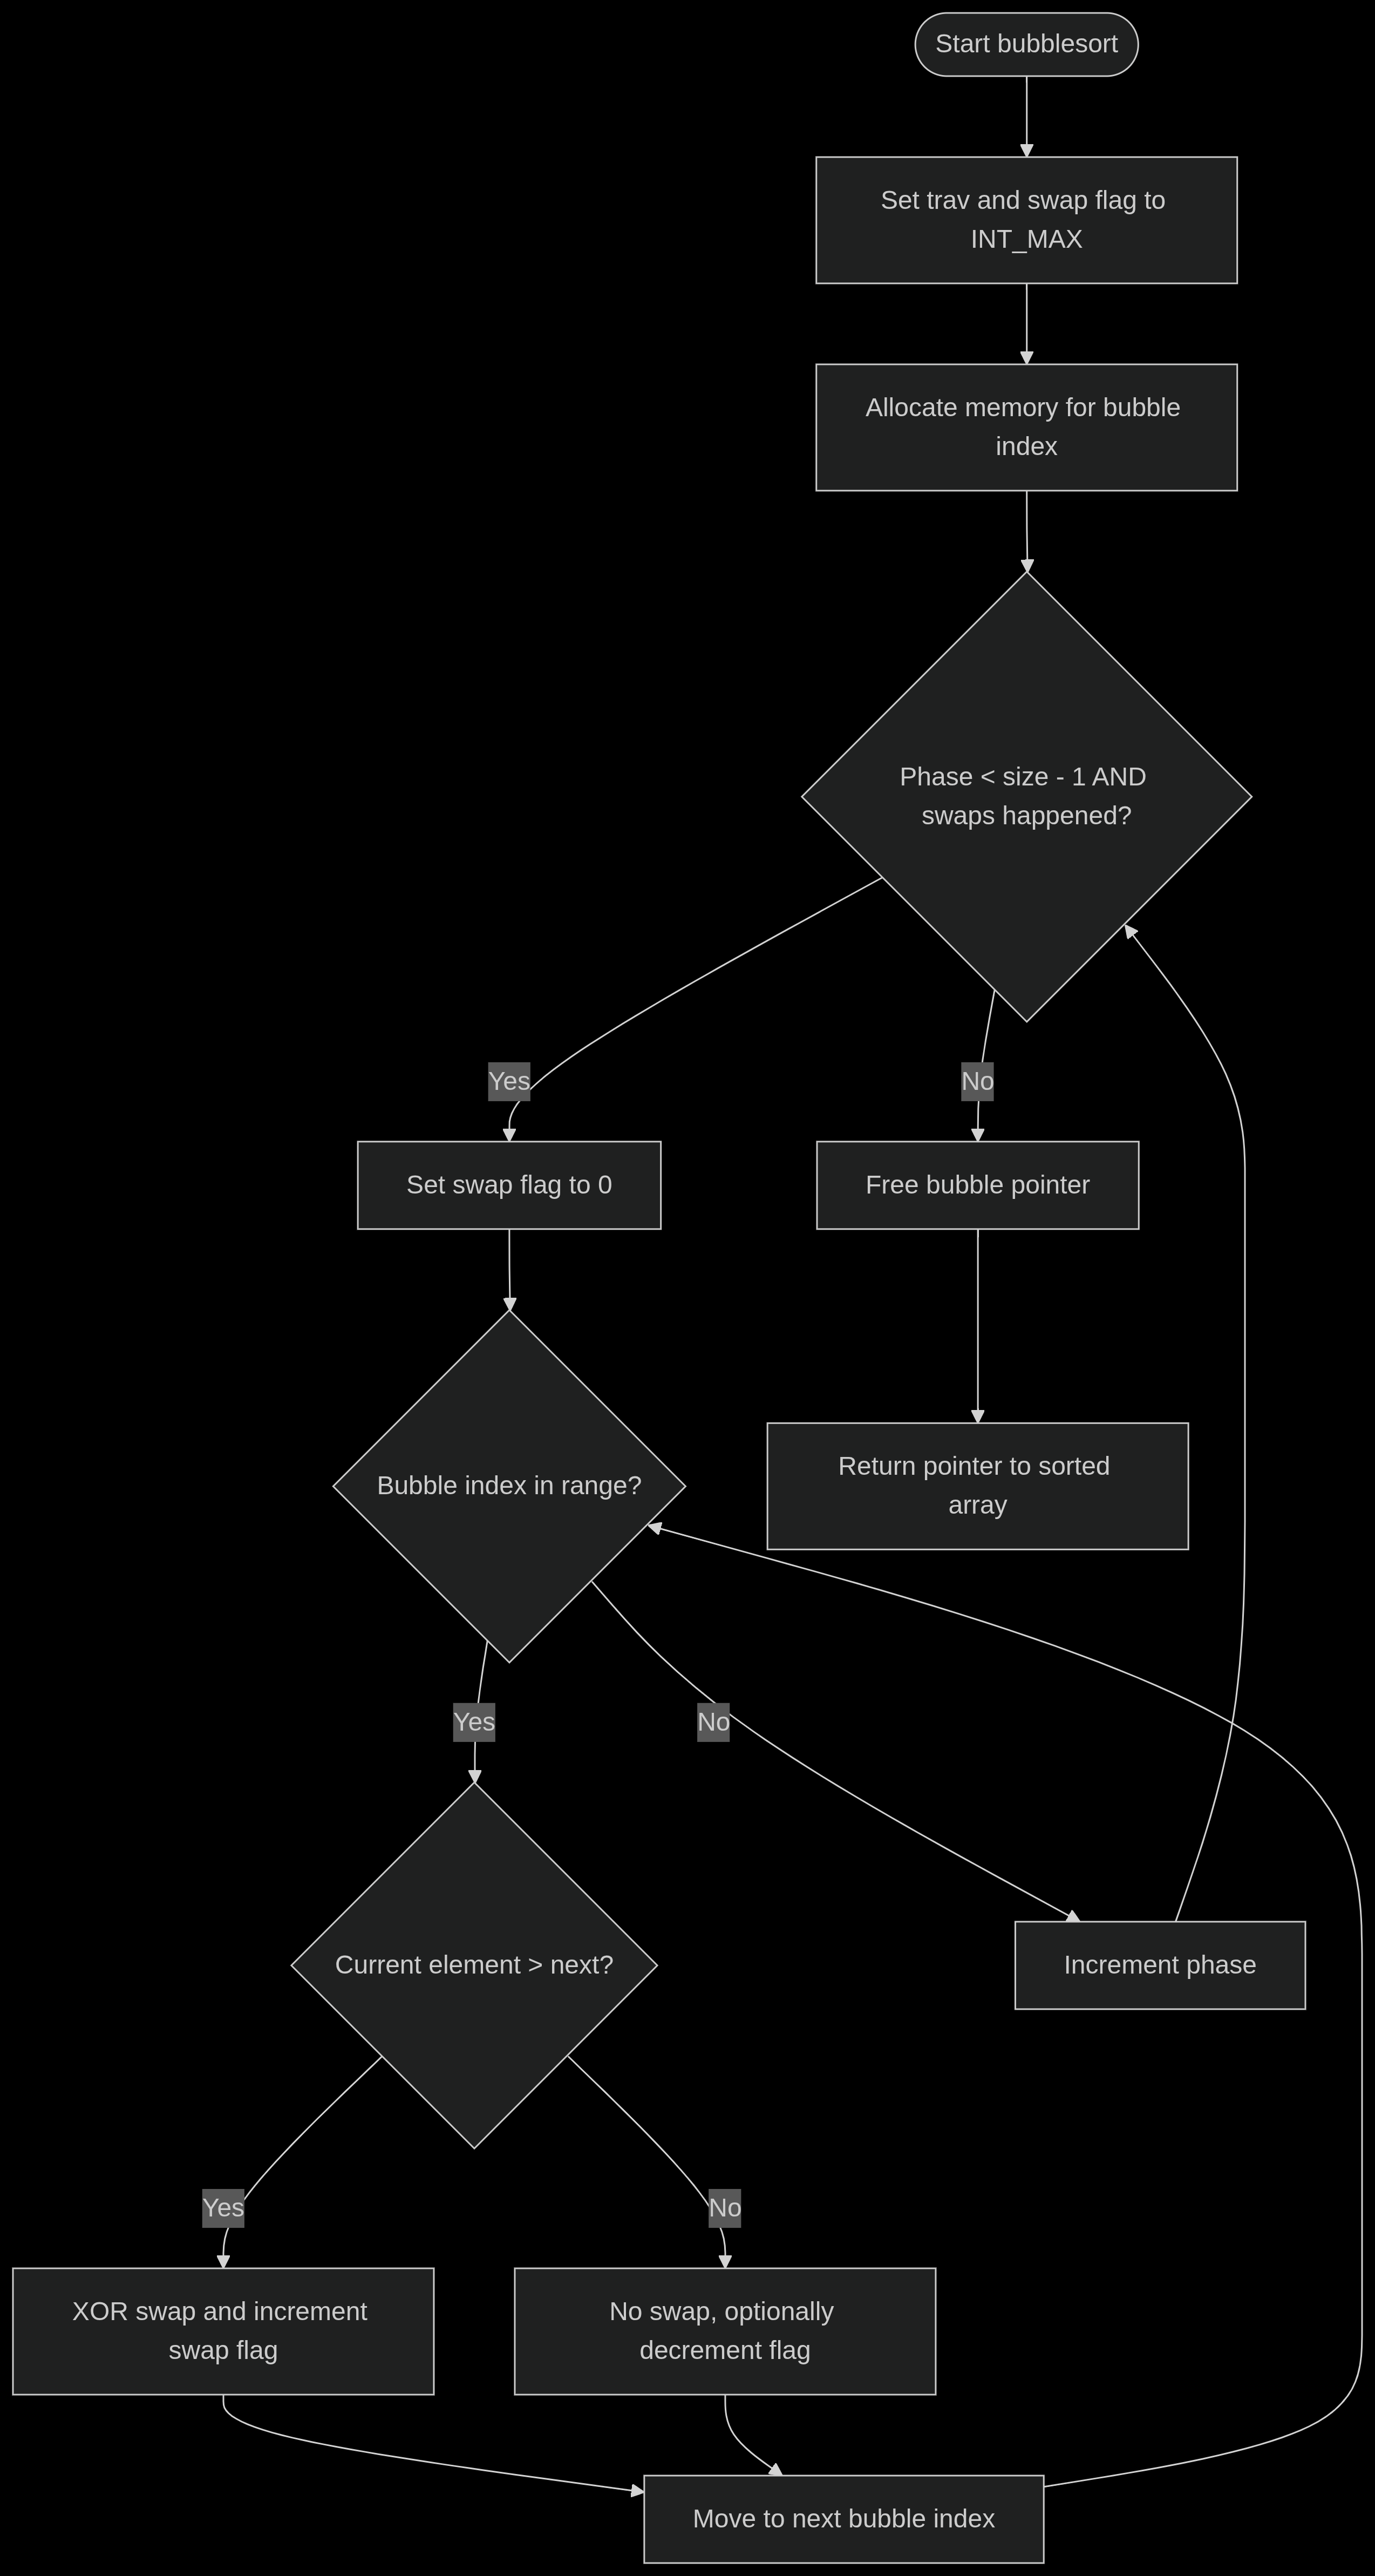 Start bubblesort
Set trav and swap flag to
INT_MAX
Allocate memory for bubble
index
Phase < size - 1 AND
swaps happened?
Yes
No
Set swap flag to 0
Free bubble pointer
Bubble index in range?
Return pointer to sorted
array
Yes
No
Current element > next?
Increment phase
Yes
No
XOR swap and increment
swap flag
No swap, optionally
decrement flag
Move to next bubble index